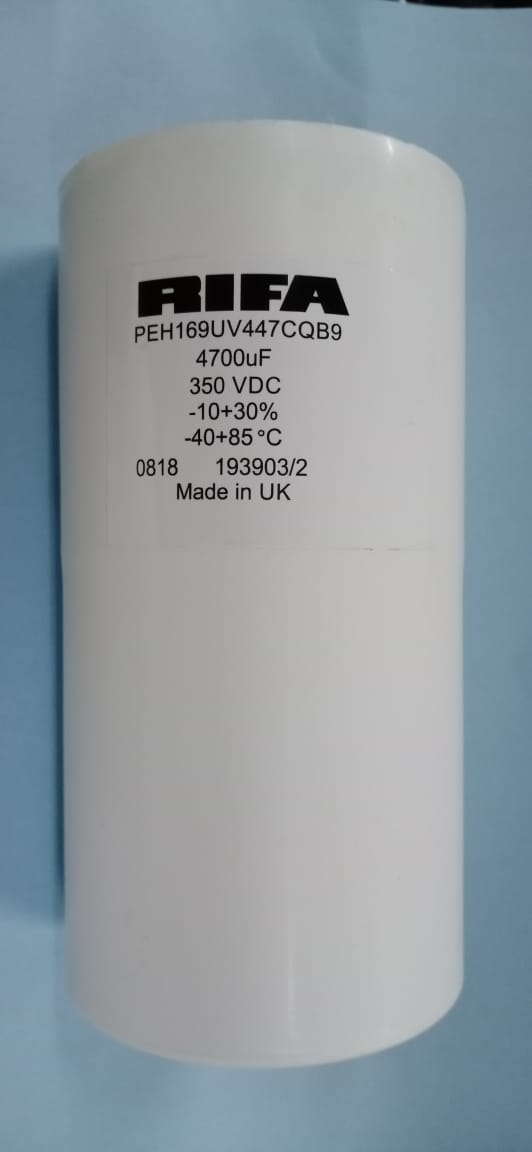 RIFA
PEH169UV447CQB9
4700uF
350 VDC
-10+30%
-40+85°C
0818 193903/2
Made in UK